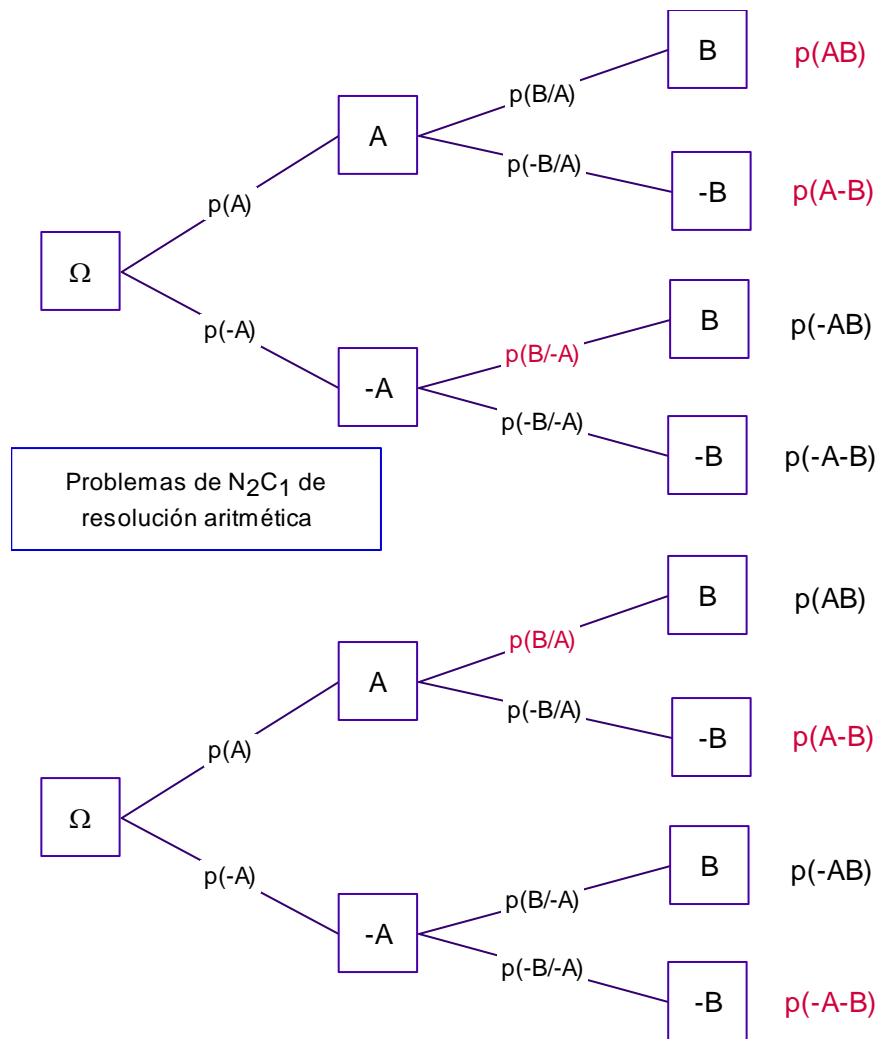 B p(AB)
p(B/A)
A
p(-B/A)
-B p(A-B)
p(A)
Ω
B p(-AB)
p(-A)
p(B/-A)
-A
p(-B/-A)
-B p(-A-B)
Problemas de N2C1 de
resolución aritmética
B p(AB)
p(B/A)
A
p(-B/A)
-B p(A-B)
p(A)
Ω
B p(-AB)
p(-A)
p(B/-A)
-A
p(-B/-A)
-B p(-A-B)